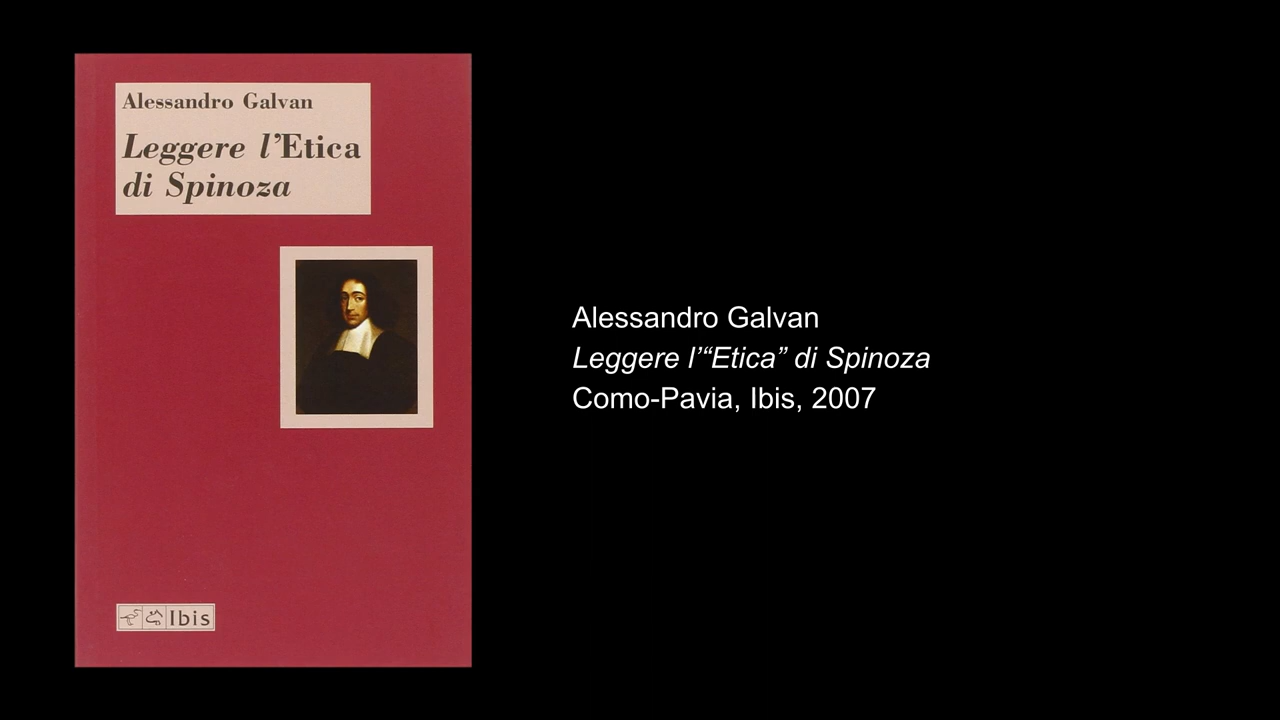 Alessandro Galvan
Leggere l’Etica
di Spinoza
Ibis
Alessandro Galvan
Leggere l’“Etica” di Spinoza
Como-Pavia, Ibis, 2007